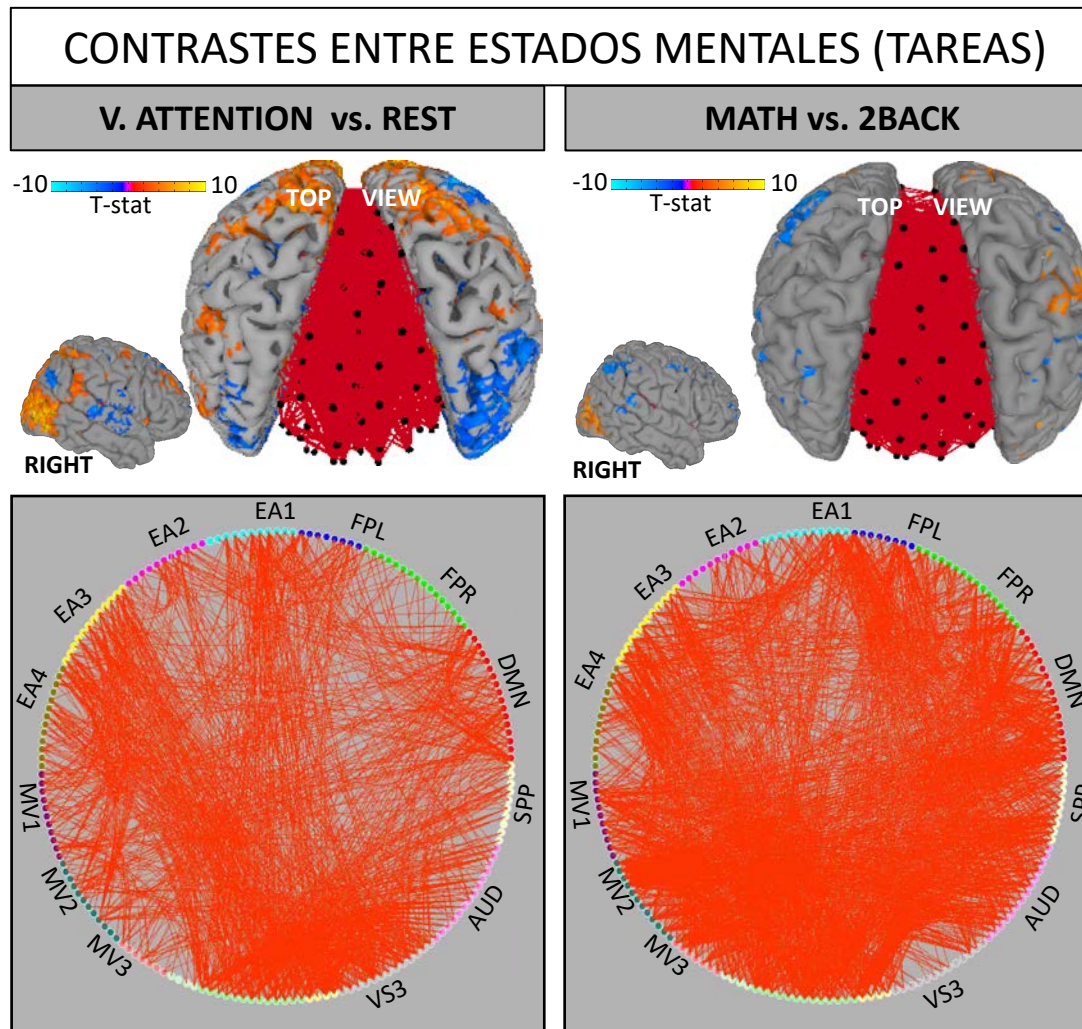 CONTRASTES ENTRE ESTADOS MENTALES (TAREAS)
V. ATTENTION vs. REST
MATH vs. 2BACK
-10 10
T-stat
TOP VIEW
RIGHT
-10 10
T-stat
TOP VIEW
RIGHT
EA1
EA2
FPL
EA3
FPR
EA4
DMN
MV1
SPP
MV2
AUD
MV3
VS3
EA1
EA2
FPL
EA3
FPR
EA4
DMN
MV1
SPP
MV2
AUD
MV3
VS3